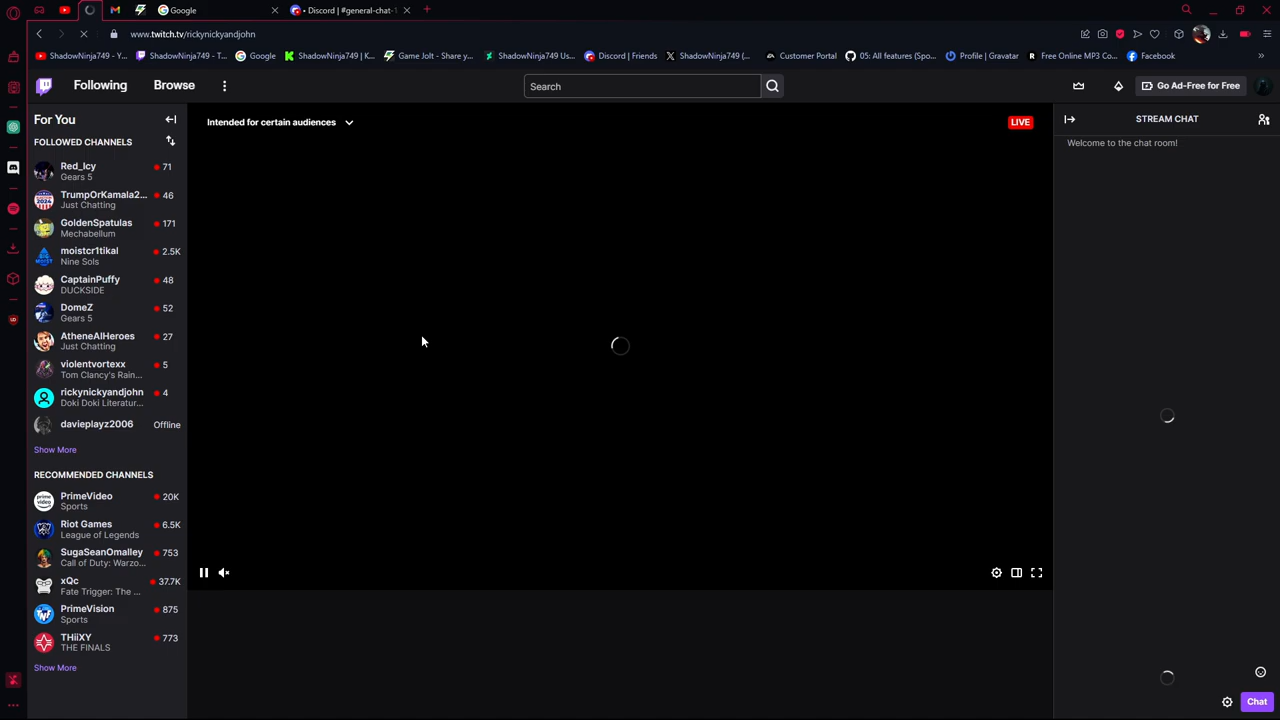 Google
Discord | #general-chat-1
www.twitch.tv/rickynickyandjohn
ShadowNinja749 - Y...
ShadowNinja749 - T...
Google
ShadowNinja749 | K...
Game Jolt - Share y...
ShadowNinja749 Us...
Discord | Friends
ShadowNinja749 (...
Customer Portal
05: All features (Spo...
Profile | Gravatar
Free Online MP3 Co...
Facebook
Following
Browse
Search
Go Ad-Free for Free
For You
FOLLOWED CHANNELS
Red_Icy
71
Gears 5
TrumpOrKamala2...
46
Just Chatting
GoldenSpatulas
171
Mechabellum
moistcr1tikal
2.5K
Nine Sols
CaptainPuffy
48
DUCKSIDE
DomeZ
52
Gears 5
AtheneAIHeroes
27
Just Chatting
violentvortexx
5
Tom Clancy's Rain...
rickynickyandjohn
4
Doki Doki Literatur...
davieplayz2006
Offline
Show More
RECOMMENDED CHANNELS
PrimeVideo
20K
Sports
Riot Games
6.5K
League of Legends
SugaSeanOmalley
753
Call of Duty: Warzo...
xQc
37.7K
Fate Trigger: The ...
PrimeVision
875
Sports
THiiXY
773
THE FINALS
Show More
Intended for certain audiences
LIVE
STREAM CHAT
Welcome to the chat room!
Chat